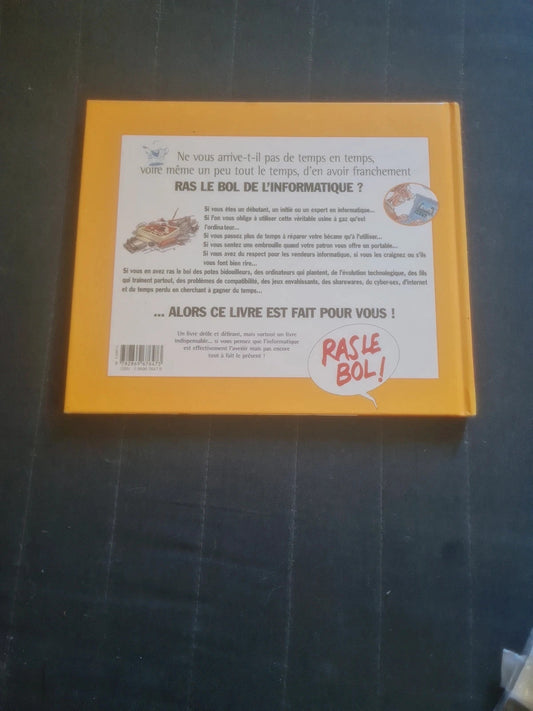 Ne vous arrive-t-il pas de temps en temps,
voire même un peu tout le temps, d'en avoir franchement
RAS LE BOL DE L'INFORMATIQUE ?
Si vous êtes un débutant, un initié ou un expert en informatique...
Si l'on vous oblige à utiliser cette véritable usine à gaz qu'est
l'ordinateur...
Si vous passez plus de temps à réparer votre bécane qu'à l'utiliser...
Si vous sentez une embrouille quand votre patron vous offre un portable...
Si vous avez du respect pour les vendeurs informatique, si vous les craignez ou s'ils
vous font bien rire...
Si vous en avez ras le bol des potes bidouilleurs, des ordinateurs qui plantent, de l'évolution technologique, des fils
qui traînent partout, des problèmes de compatibilité, des jeux envahissants, des sharewares, du cyber-sex, d'internet
et du temps perdu en cherchant à gagner du temps...
... ALORS CE LIVRE EST FAIT POUR VOUS !
Un livre drôle et délirant, mais surtout un livre
indispensable... si vous pensez que l'informatique
est effectivement l'avenir mais pas encore
tout à fait le présent !
RAS LE
BOL !